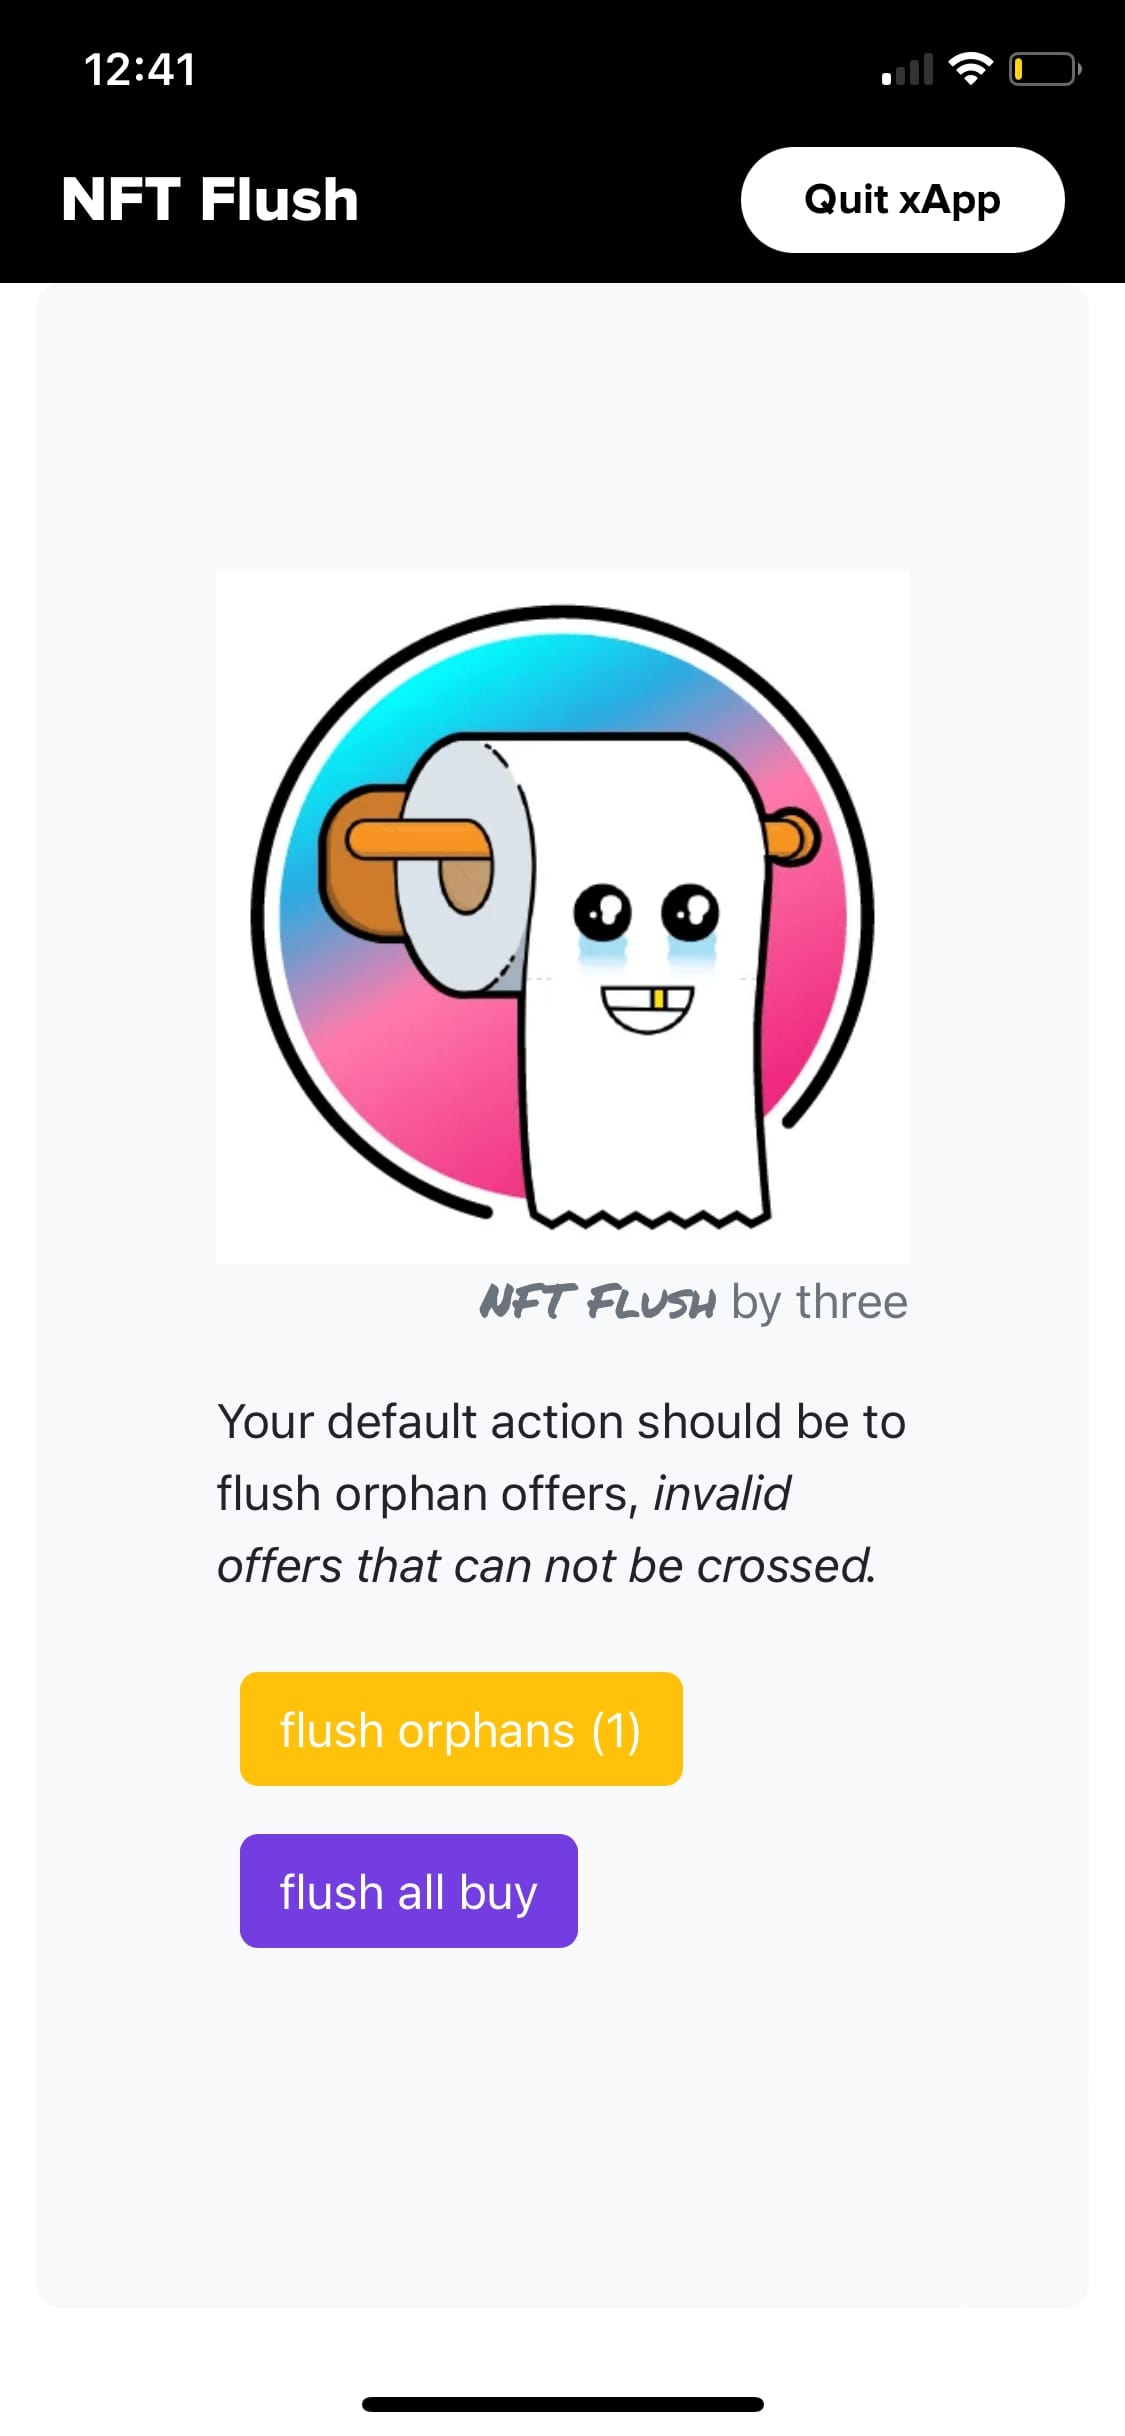 12:41
NFT Flush
Quit xApp
NFT FLUSH by three
Your default action should be to
flush orphan offers, invalid
offers that can not be crossed.
flush orphans (1)
flush all buy